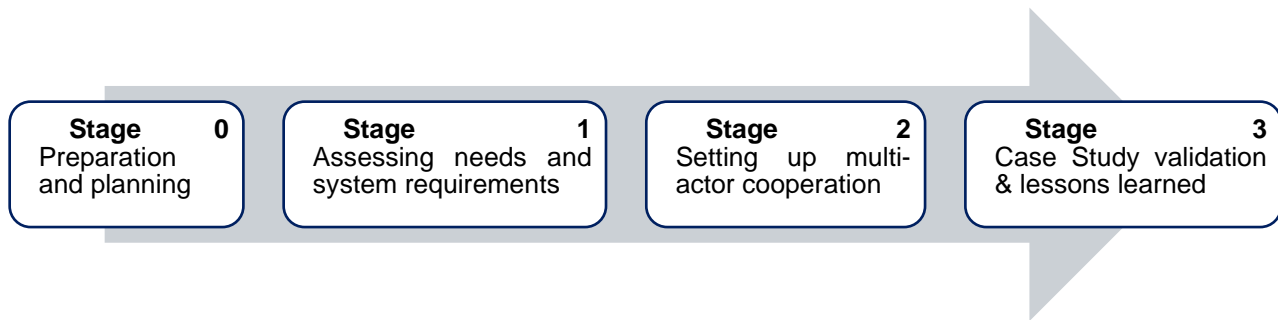 Stage 0
Preparation
and planning
Stage 1
Assessing needs and
system requirements
Stage 2
Setting up multi-
actor cooperation
Stage 3
Case Study validation
& lessons learned